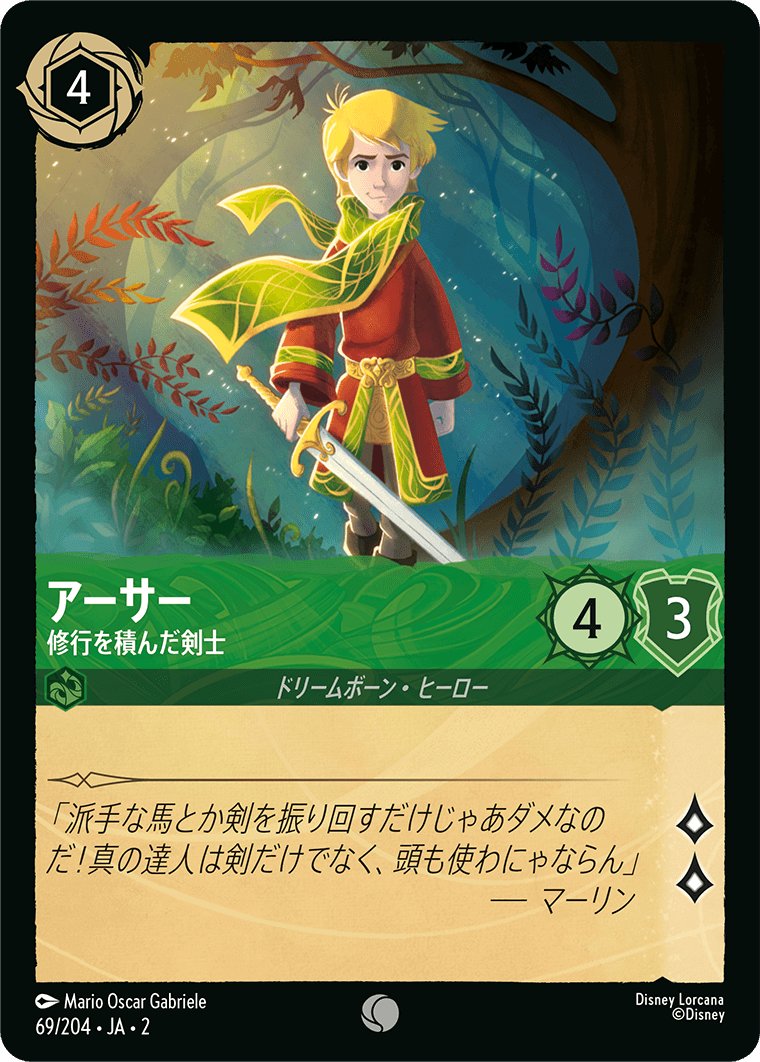 4
アーサー
修行を積んだ剣士
4
3
ドリームボーン・ヒーロー
「派手な馬とか剣を振り回すだけじゃあダメなの
だ！真の達人は剣だけでなく、頭も使わにゃならん」
— マーリン
Mario Oscar Gabriele
69/204・JA・2
Disney Lorcana
©Disney